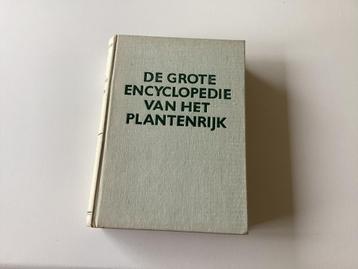 DE GROTE
ENCYCLOPEDIE
VAN HET
PLANTENRIJK